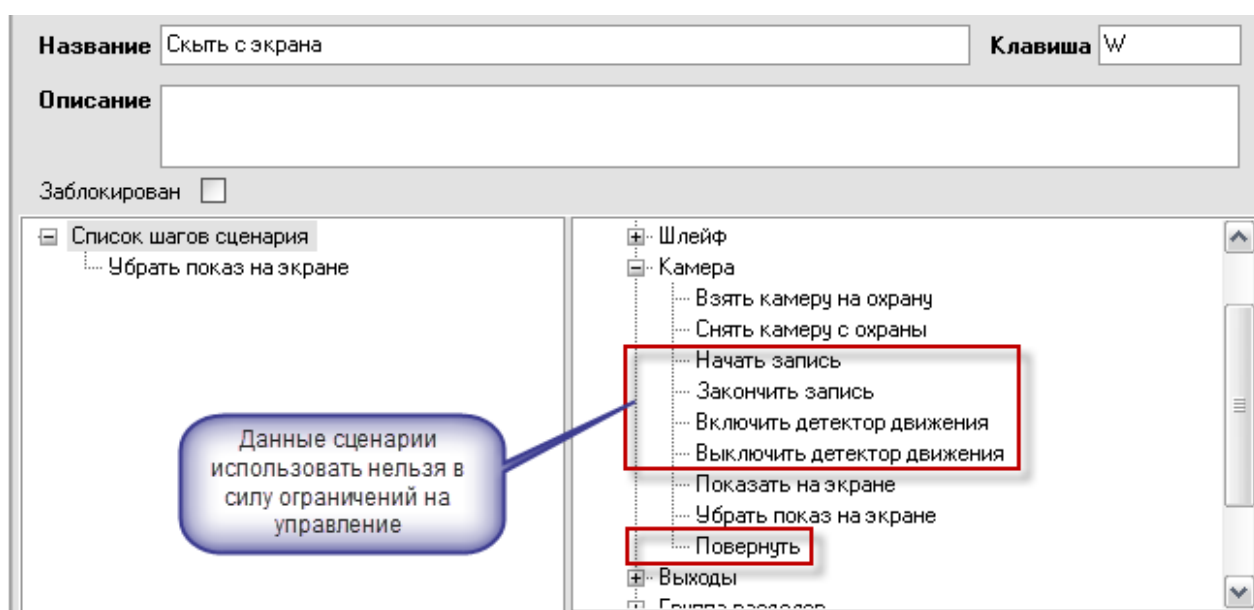 Название Скыть с экрана Клавиша W
Описание
Заблокирован
Список шагов сценария
Убрать показ на экране
Шлейф
Камера
Взять камеру на охрану
Снять камеру с охраны
Начать запись
Закончить запись
Включить детектор движения
Выключить детектор движения
Показать на экране
Убрать показ на экране
Повернуть
Выходы
Данные сценарии
использовать нельзя в
силу ограничений на
управление